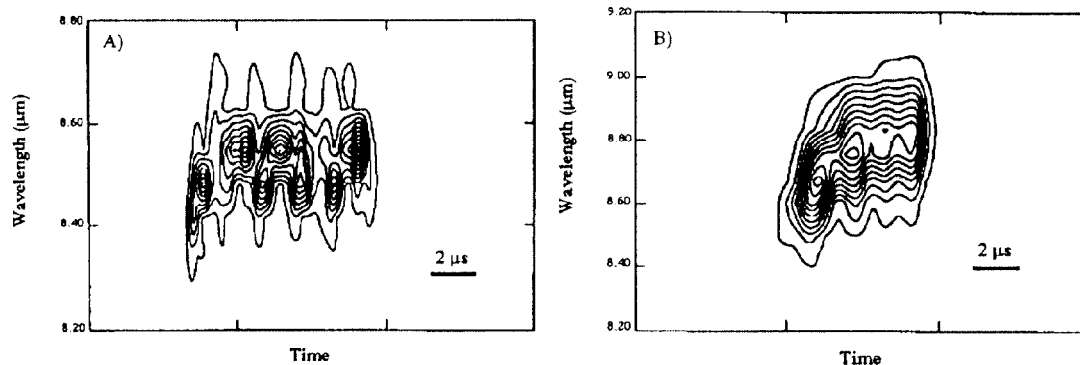 A)
8.80
8.60
8.40
8.20
Wavelength (μm)
2 μs
Time
B)
9.20
9.00
8.80
8.60
8.40
8.20
Wavelength (μm)
2 μs
Time